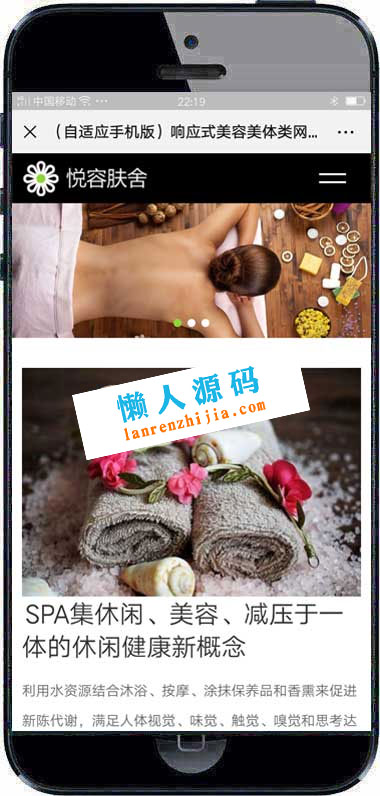 中国移动
22:19
（自适应手机版）响应式美容美体类网...
悦容肤舍
懒人源码
lanrenzhijia.com
SPA集休闲、美容、减压于一
体的休闲健康新概念
利用水资源结合沐浴、按摩、涂抹保养品和香熏来促进
新陈代谢，满足人体视觉、味觉、触觉、嗅觉和思考达